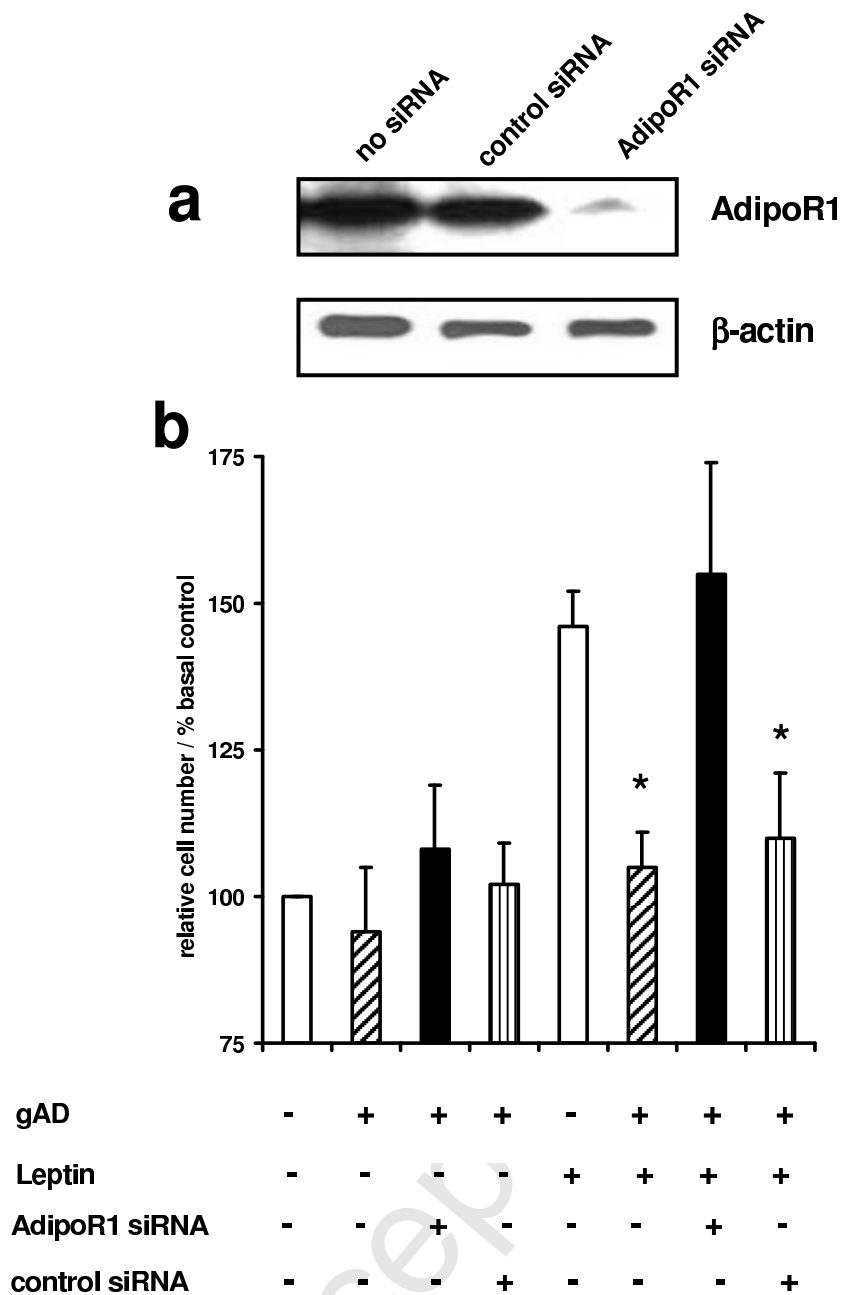 no siRNA
control siRNA
AdipoR1 siRNA
a
AdipoR1
β-actin
b
175
150
125
100
75
relative cell number / % basal control
*
*
gAD - + + + - + + +
Leptin - - - - + + + +
AdipoR1 siRNA - - + - - - + -
control siRNA - - - + - - - +